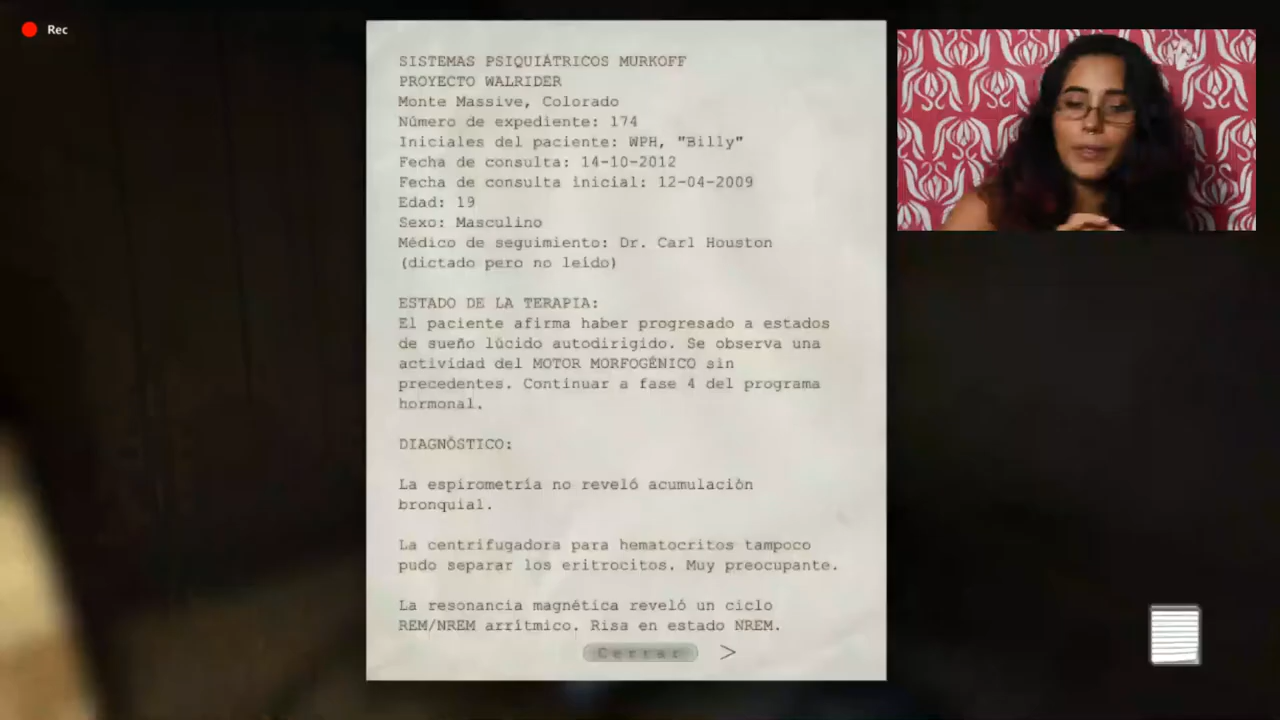 Rec
SISTEMAS PSIQUIÁTRICOS MURKOFF
PROYECTO WALRIDER
Monte Massive, Colorado
Número de expediente: 174
Iniciales del paciente: WPH, "Billy"
Fecha de consulta: 14-10-2012
Fecha de consulta inicial: 12-04-2009
Edad: 19
Sexo: Masculino
Médico de seguimiento: Dr. Carl Houston
(dictado pero no leído)
ESTADO DE LA TERAPIA:
El paciente afirma haber progresado a estados
de sueño lúcido autodirigido. Se observa una
actividad del MOTOR MORFOGÉNICO sin
precedentes. Continuar a fase 4 del programa
hormonal.
DIAGNÓSTICO:
La espirometría no reveló acumulaciòn
bronquial.
La centrifugadora para hematocritos tampoco
pudo separar los eritrocitos. Muy preocupante.
La resonancia magnética reveló un ciclo
REM/NREM arrítmico. Risa en estado NREM.
Cerrar >